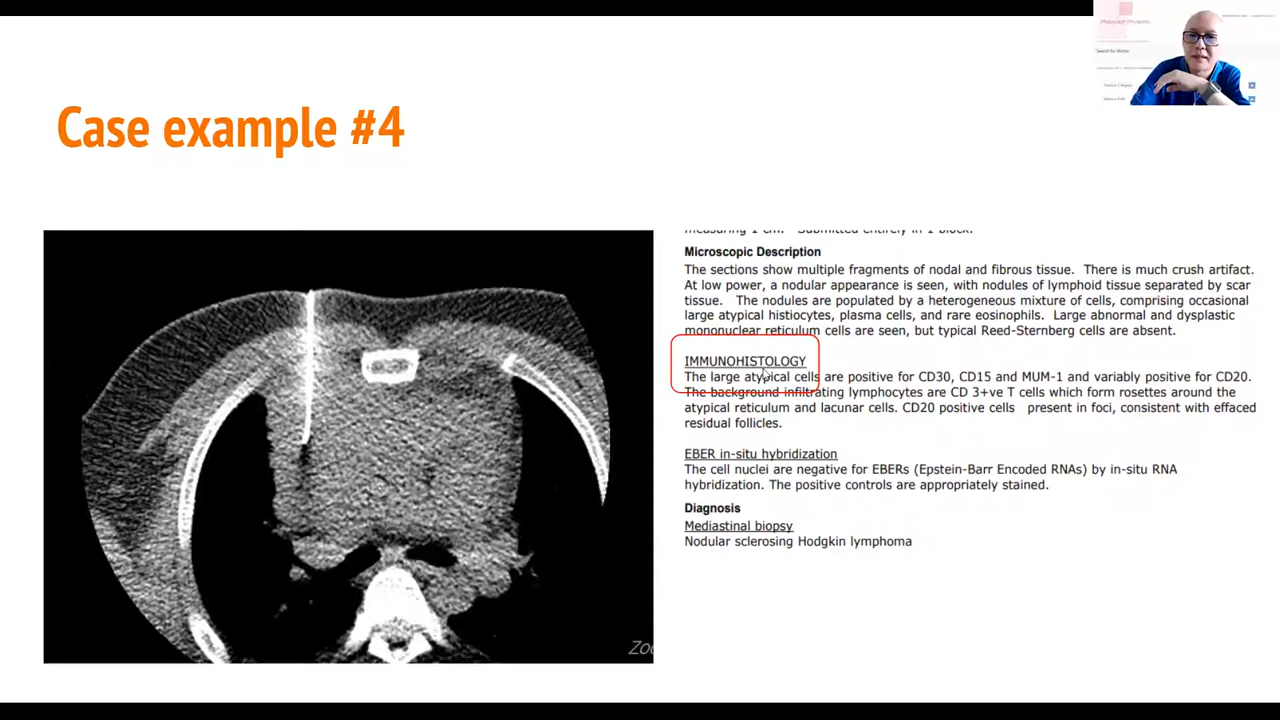 Case example #4
measuring 1 cm. Submitted entirely in 1 block.
Microscopic Description
The sections show multiple fragments of nodal and fibrous tissue. There is much crush artifact.
At low power, a nodular appearance is seen, with nodules of lymphoid tissue separated by scar
tissue. The nodules are populated by a heterogeneous mixture of cells, comprising occasional
large atypical histiocytes, plasma cells, and rare eosinophils. Large abnormal and dysplastic
mononuclear reticulum cells are seen, but typical Reed-Sternberg cells are absent.
IMMUNOHISTOLOGY
The large atypical cells are positive for CD30, CD15 and MUM-1 and variably positive for CD20.
The background infiltrating lymphocytes are CD 3+ve T cells which form rosettes around the
atypical reticulum and lacunar cells. CD20 positive cells present in foci, consistent with effaced
residual follicles.
EBER in-situ hybridization
The cell nuclei are negative for EBERs (Epstein-Barr Encoded RNAs) by in-situ RNA
hybridization. The positive controls are appropriately stained.
Diagnosis
Mediastinal biopsy
Nodular sclerosing Hodgkin lymphoma